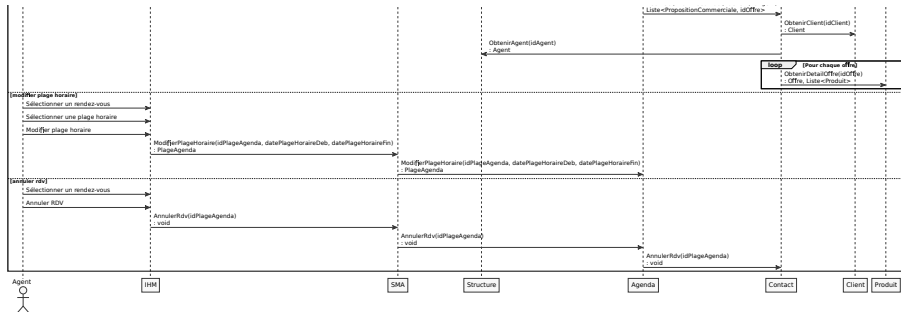 Liste<PropositionCommerciale, idOffre>
ObtenirClient(idClient)
: Client
ObtenirAgent(idAgent)
: Agent
loop [Pour chaque offre]
ObtenirDetailOffre(idOffre)
: Offre, Liste<Produit>
[modifier plage horaire]
Sélectionner un rendez-vous
Sélectionner une plage horaire
Modifier plage horaire
ModifierPlageHoraire(idPlageAgenda, datePlageHoraireDeb, datePlageHoraireFin)
: PlageAgenda
ModifierPlageHoraire(idPlageAgenda, datePlageHoraireDeb, datePlageHoraireFin)
: PlageAgenda
[annuler rdv]
Sélectionner un rendez-vous
Annuler RDV
AnnulerRdv(idPlageAgenda)
: void
AnnulerRdv(idPlageAgenda)
: void
AnnulerRdv(idPlageAgenda)
: void
Agent IHM SMA Structure Agenda Contact Client Produit